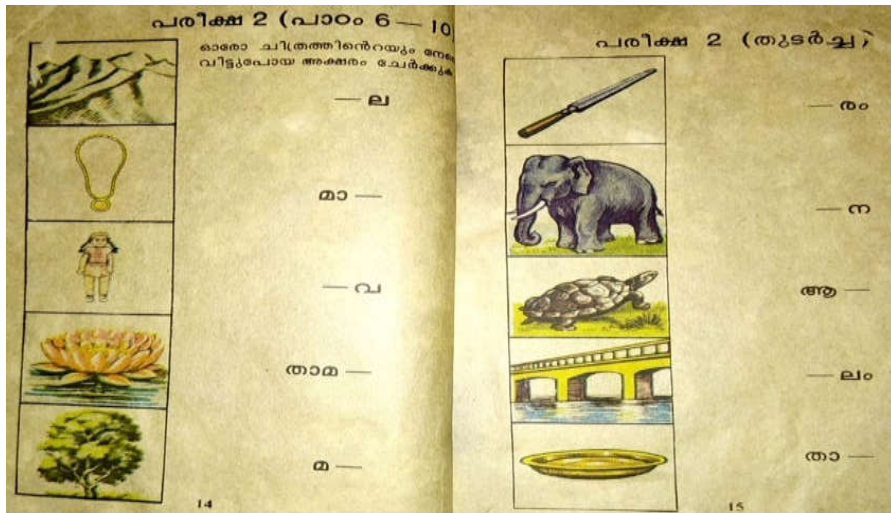 പരീക്ഷ 2 (പാഠം 6 — 10
ഓരോ ചിത്രത്തിൻെറയും നേരെ
വിട്ടുപോയ അക്ഷരം ചേർക്കുക
— ല
മാ —
— വ
താമ —
മ —
14
പരീക്ഷ 2 (തുടർച്ച)
— രം
— ന
ആ —
— ലം
താ —
15